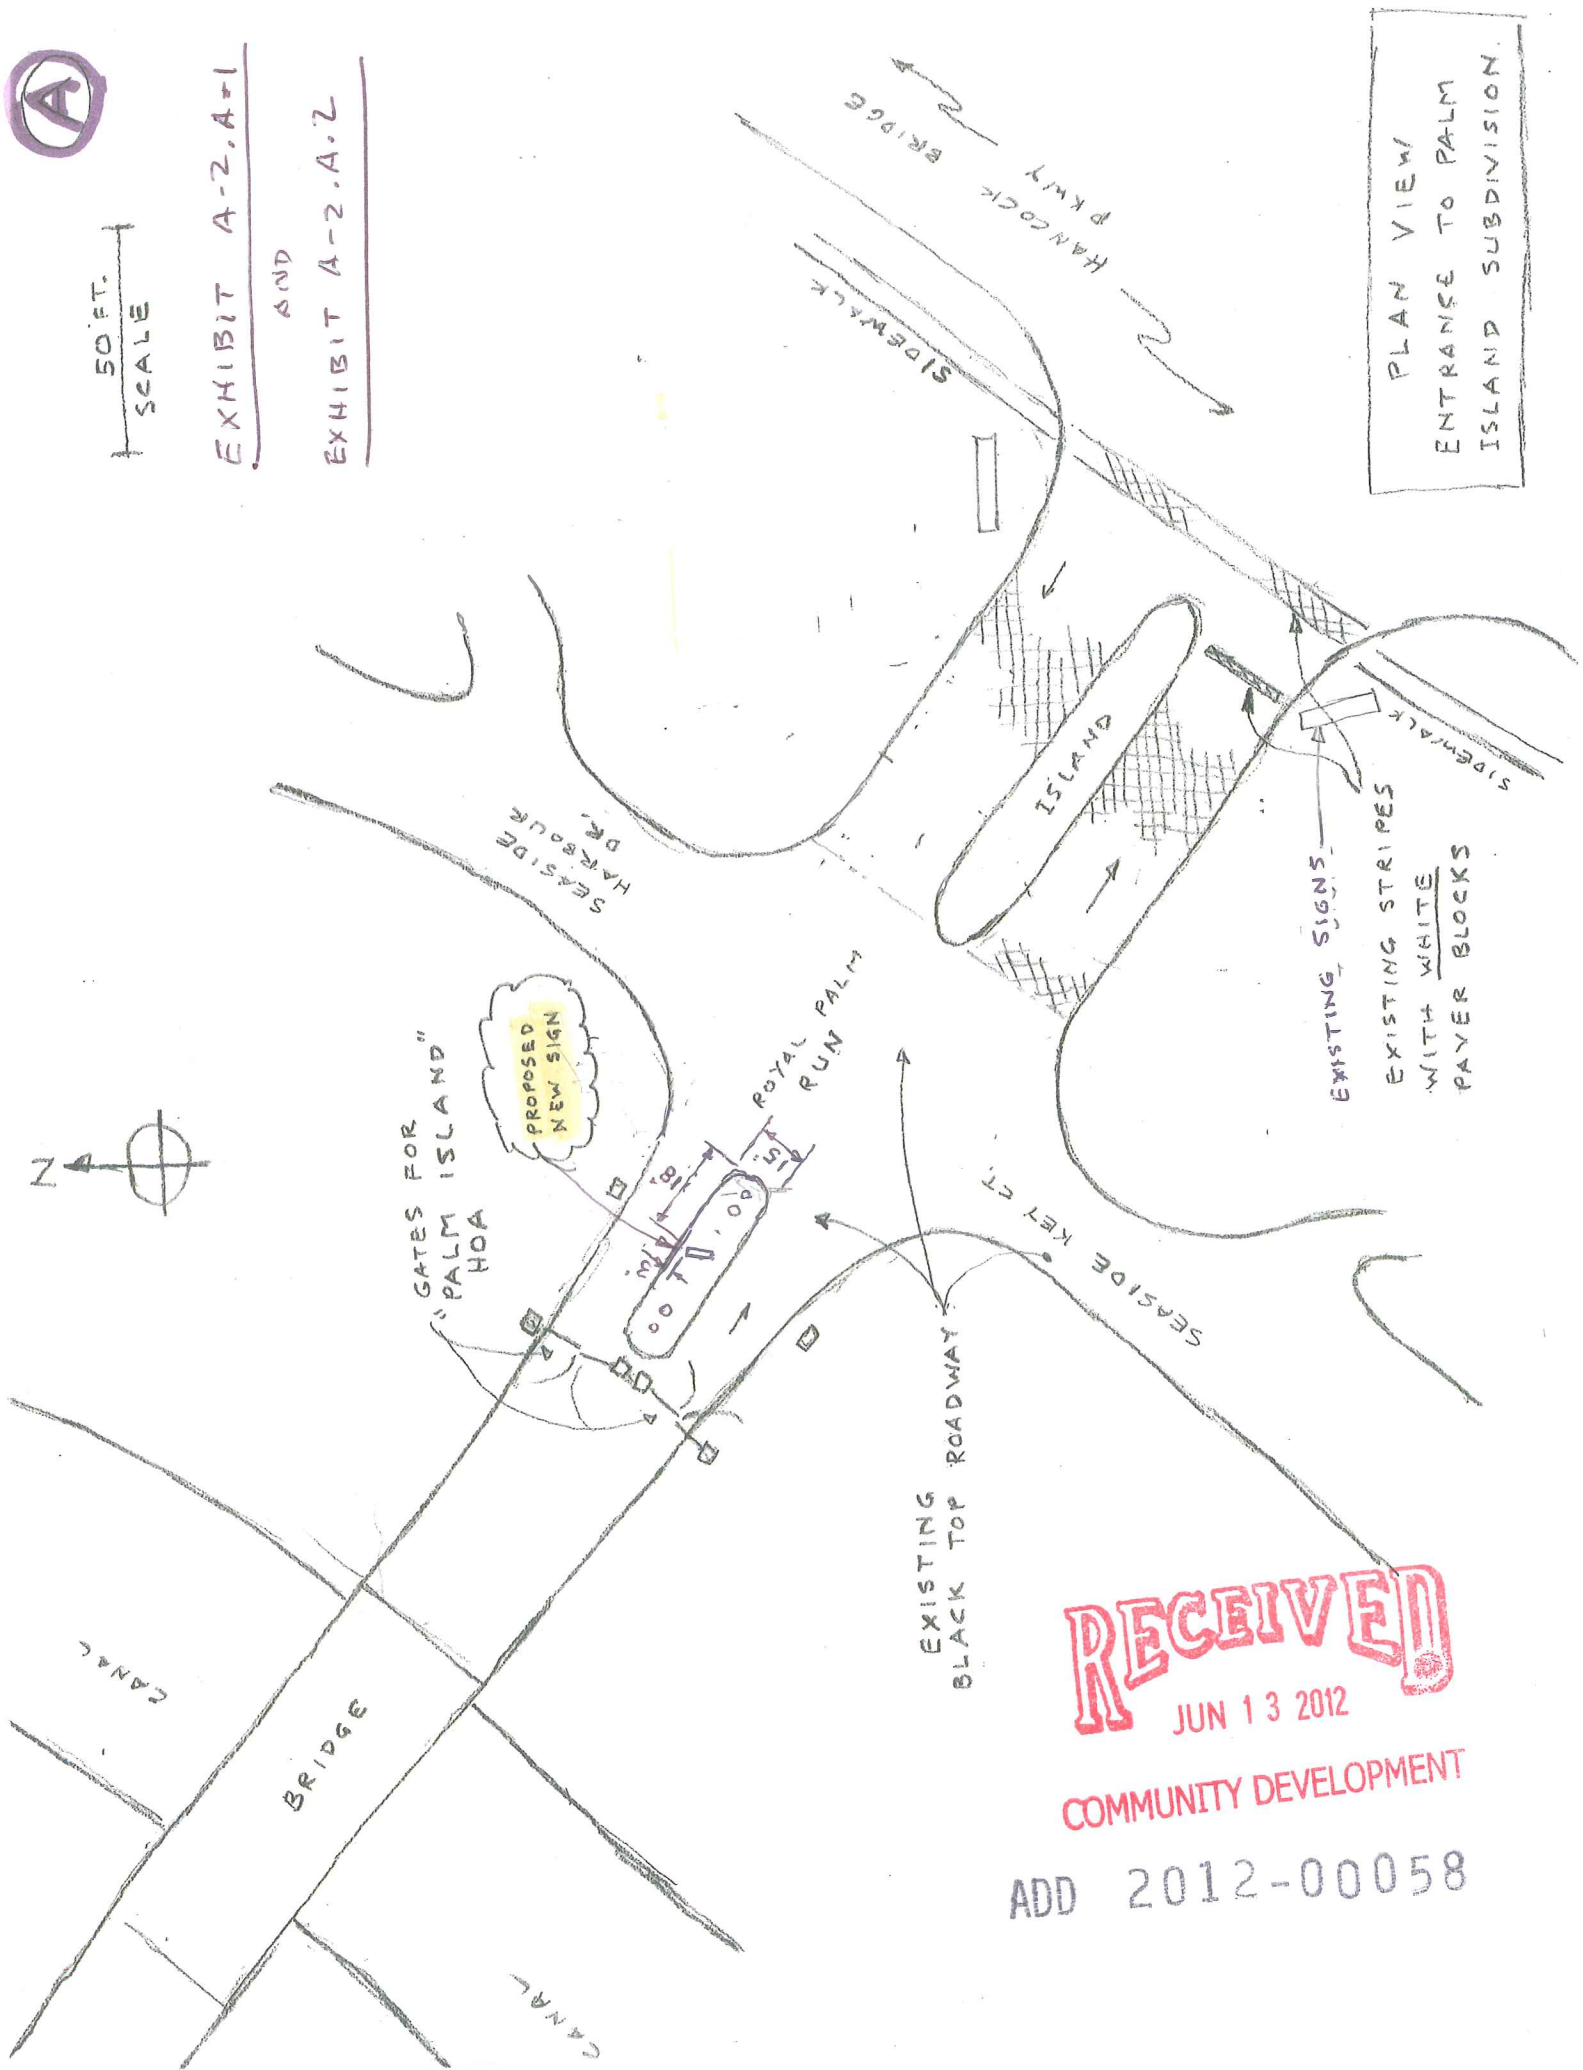 A
50 FT.
SCALE
EXHIBIT A-2.A-1
AND
EXHIBIT A-2.A.2
N
GATES FOR
"PALM ISLAND"
HOA
PROPOSED
NEW SIGN
SEASIDE
HARBOUR
DR.
SIDEWALK
HANCOCK BRIDGE
PKWY
ROYAL PALM
RUN
18'
15'
ISLAND
CANAL
BRIDGE
CANAL
SEASIDE KEY CT.
EXISTING
BLACK TOP ROADWAY
SIDEWALK
EXISTING SIGNS
EXISTING STRIPES
WITH WHITE
PAVER BLOCKS
PLAN VIEW
ENTRANCE TO PALM
ISLAND SUBDIVISION.
RECEIVED
JUN 13 2012
COMMUNITY DEVELOPMENT
ADD 2012-00058